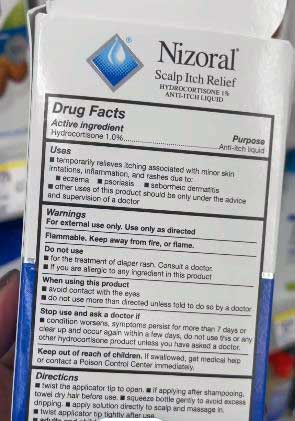 Nizoral®
Scalp Itch Relief
HYDROCORTISONE 1%
ANTI-ITCH LIQUID
Drug Facts
Active ingredient Purpose
Hydrocortisone 1.0% Anti-itch liquid
Uses
■ temporarily relieves itching associated with minor skin
irritations, inflammation, and rashes due to:
■ eczema ■ psoriasis ■ seborrheic dermatitis
■ other uses of this product should be only under the advice
and supervision of a doctor
Warnings
For external use only. Use only as directed
Flammable. Keep away from fire, or flame.
Do not use
■ for the treatment of diaper rash. Consult a doctor.
■ if you are allergic to any ingredient in this product
When using this product
■ avoid contact with the eyes
■ do not use more than directed unless told to do so by a doctor
Stop use and ask a doctor if
■ condition worsens, symptoms persist for more than 7 days or
clear up and occur again within a few days, do not use this or any
other hydrocortisone product unless you have asked a doctor.
Keep out of reach of children. If swallowed, get medical help
or contact a Poison Control Center immediately.
Directions
■ twist the applicator tip to open. ■ if applying after shampooing,
towel dry hair before use. ■ squeeze bottle gently to avoid excess
dripping. ■ apply solution directly to scalp and massage in.
■ twist applicator tip tightly after use.
■ adults and